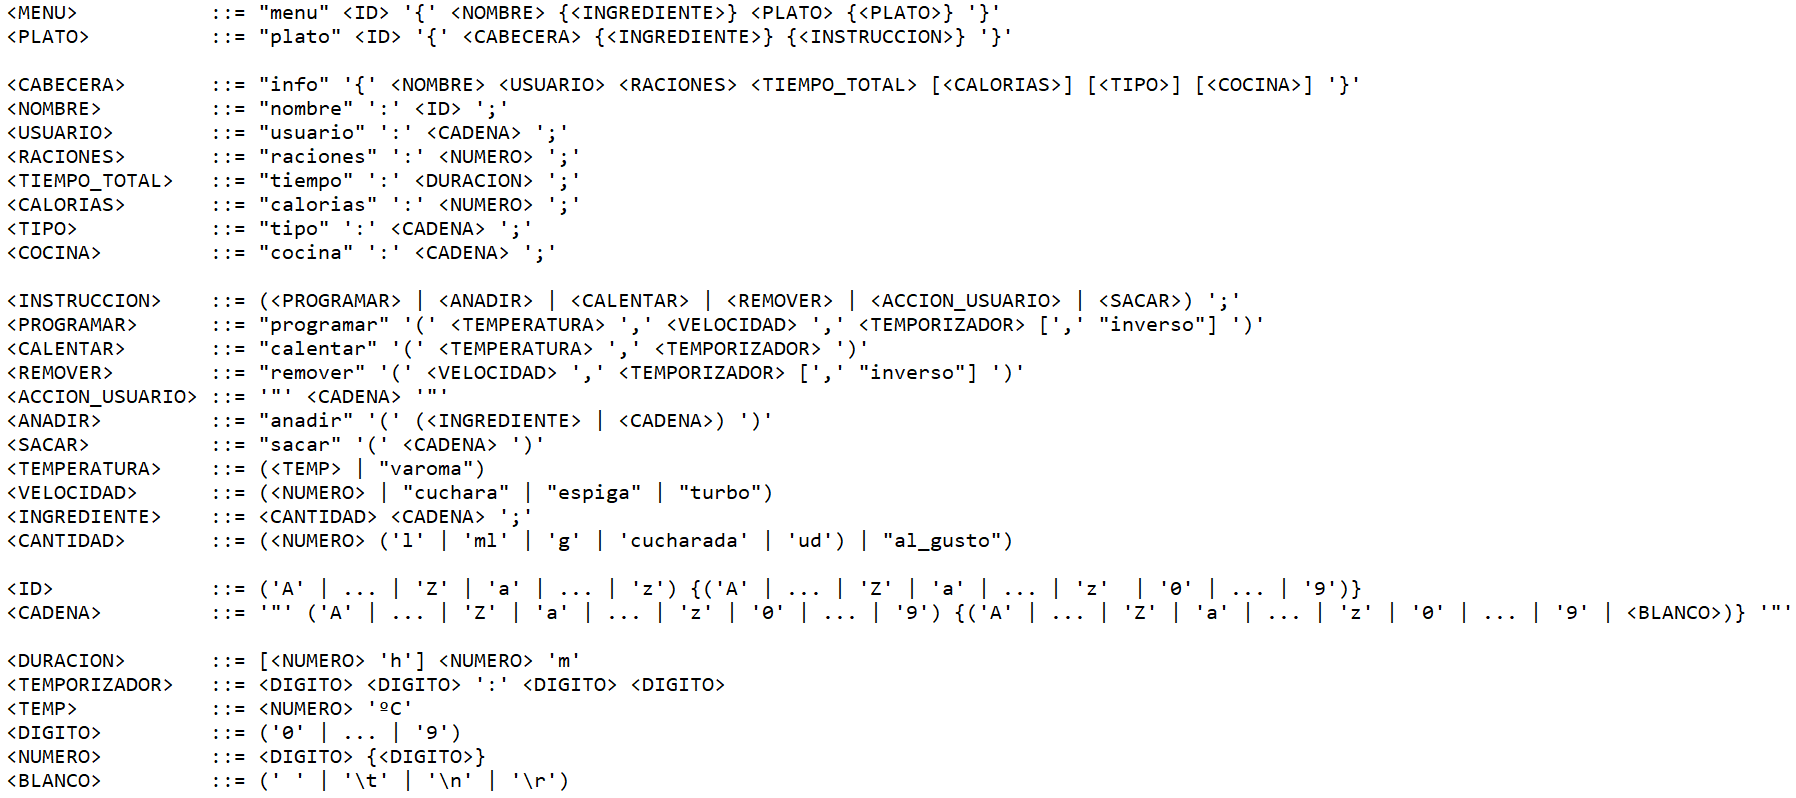 <MENU> ::= "menu" <ID> '{' <NOMBRE> {<INGREDIENTE>} <PLATO> {<PLATO>} '}'
<PLATO> ::= "plato" <ID> '{' <CABECERA> {<INGREDIENTE>} {<INSTRUCCION>} '}'
<CABECERA> ::= "info" '{' <NOMBRE> <USUARIO> <RACIONES> <TIEMPO_TOTAL> [<CALORIAS>] [<TIPO>] [<COCINA>] '}'
<NOMBRE> ::= "nombre" ':' <ID> ';'
<USUARIO> ::= "usuario" ':' <CADENA> ';'
<RACIONES> ::= "raciones" ':' <NUMERO> ';'
<TIEMPO_TOTAL> ::= "tiempo" ':' <DURACION> ';'
<CALORIAS> ::= "calorias" ':' <NUMERO> ';'
<TIPO> ::= "tipo" ':' <CADENA> ';'
<COCINA> ::= "cocina" ':' <CADENA> ';'
<INSTRUCCION> ::= (<PROGRAMAR> | <ANADIR> | <CALENTAR> | <REMOVER> | <ACCION_USUARIO> | <SACAR>) ';'
<PROGRAMAR> ::= "programar" '(' <TEMPERATURA> ',' <VELOCIDAD> ',' <TEMPORIZADOR> [',' "inverso"] ')'
<CALENTAR> ::= "calentar" '(' <TEMPERATURA> ',' <TEMPORIZADOR> ')'
<REMOVER> ::= "remover" '(' <VELOCIDAD> ',' <TEMPORIZADOR> [',' "inverso"] ')'
<ACCION_USUARIO> ::= '"' <CADENA> '"'
<ANADIR> ::= "anadir" '(' (<INGREDIENTE> | <CADENA>) ')'
<SACAR> ::= "sacar" '(' <CADENA> ')'
<TEMPERATURA> ::= (<TEMP> | "varoma")
<VELOCIDAD> ::= (<NUMERO> | "cuchara" | "espiga" | "turbo")
<INGREDIENTE> ::= <CANTIDAD> <CADENA> ';'
<CANTIDAD> ::= (<NUMERO> ('l' | 'ml' | 'g' | 'cucharada' | 'ud') | "al_gusto")
<ID> ::= ('A' | ... | 'Z' | 'a' | ... | 'z') {('A' | ... | 'Z' | 'a' | ... | 'z' | '0' | ... | '9')}
<CADENA> ::= '"' ('A' | ... | 'Z' | 'a' | ... | 'z' | '0' | ... | '9') {('A' | ... | 'Z' | 'a' | ... | 'z' | '0' | ... | '9' | <BLANCO>)} '"'
<DURACION> ::= [<NUMERO> 'h'] <NUMERO> 'm'
<TEMPORIZADOR> ::= <DIGITO> <DIGITO> ':' <DIGITO> <DIGITO>
<TEMP> ::= <NUMERO> 'ºC'
<DIGITO> ::= ('0' | ... | '9')
<NUMERO> ::= <DIGITO> {<DIGITO>}
<BLANCO> ::= (' ' | '\t' | '\n' | '\r')